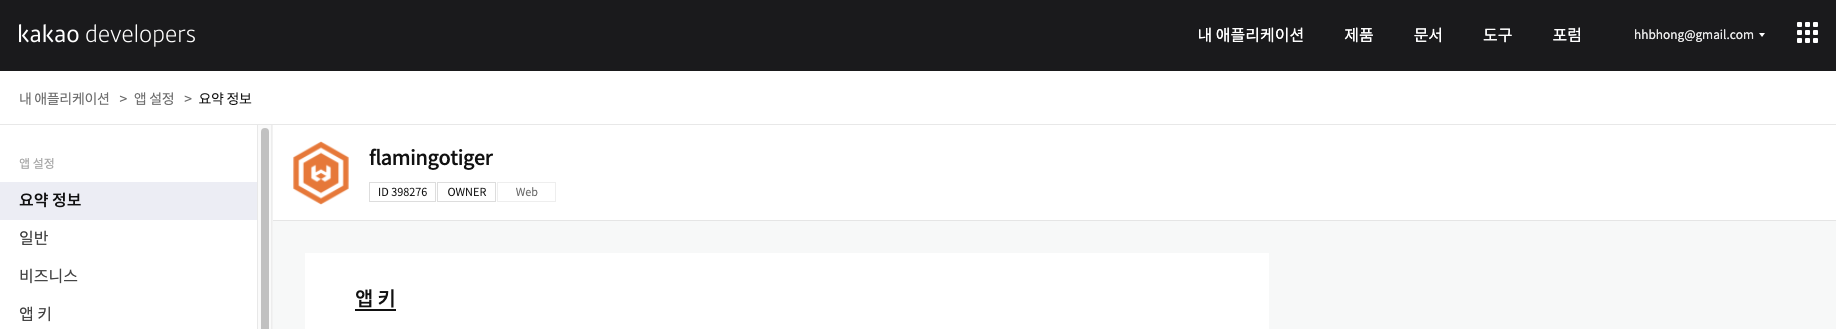 kakao developers
내 애플리케이션 제품 문서 도구 포럼 hhbhong@gmail.com
내 애플리케이션 > 앱 설정 > 요약 정보
앱 설정
요약 정보
일반
비즈니스
앱 키
flamingotiger
ID 398276 OWNER Web
앱 키